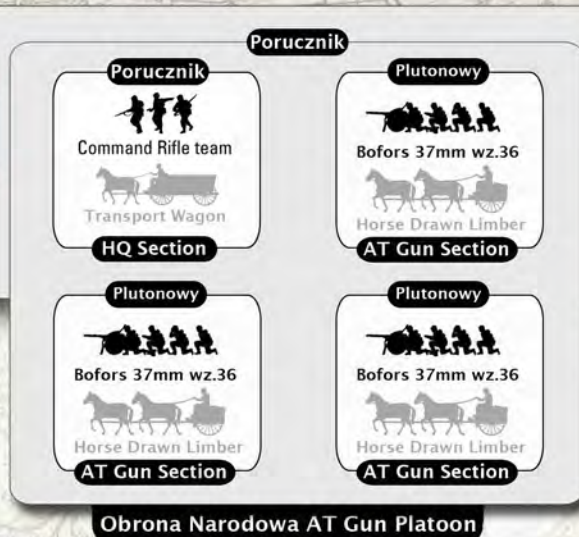 Porucznik
Porucznik
Command Rifle team
Transport Wagon
HQ Section
Plutonowy
Bofors 37mm wz.36
Horse Drawn Limber
AT Gun Section
Plutonowy
Bofors 37mm wz.36
Horse Drawn Limber
AT Gun Section
Plutonowy
Bofors 37mm wz.36
Horse Drawn Limber
AT Gun Section
Obrona Narodowa AT Gun Platoon